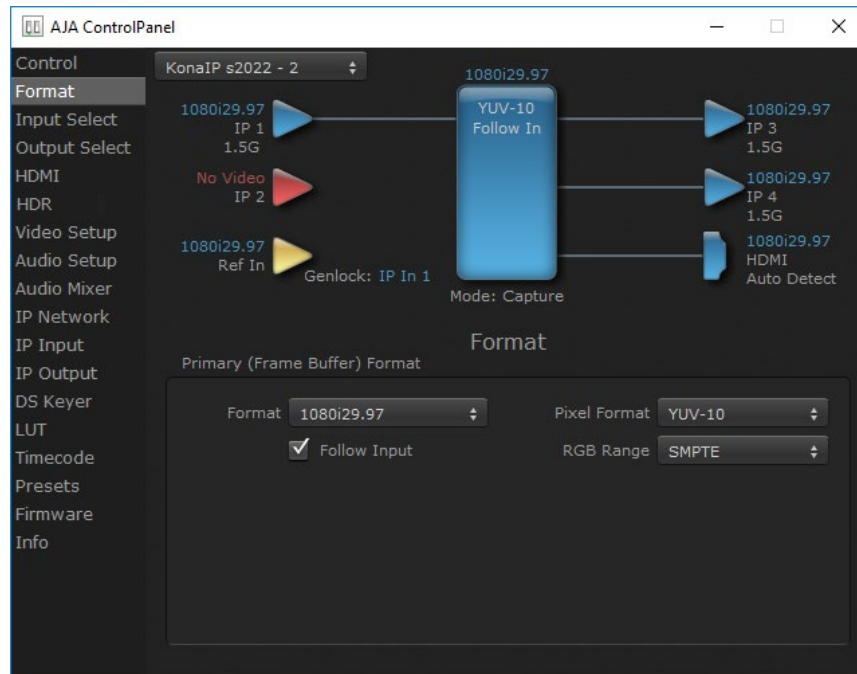 AJA ControlPanel
Control
Format
Input Select
Output Select
HDMI
HDR
Video Setup
Audio Setup
Audio Mixer
IP Network
IP Input
IP Output
DS Keyer
LUT
Timecode
Presets
Firmware
Info
KonaIP s2022 - 2
1080i29.97
1080i29.97
IP 1
1.5G
No Video
IP 2
1080i29.97
Ref In
Genlock: IP In 1
YUV-10
Follow In
Mode: Capture
1080i29.97
IP 3
1.5G
1080i29.97
IP 4
1.5G
1080i29.97
HDMI
Auto Detect
Format
Primary (Frame Buffer) Format
Format 1080i29.97
Pixel Format YUV-10
Follow Input
RGB Range SMPTE